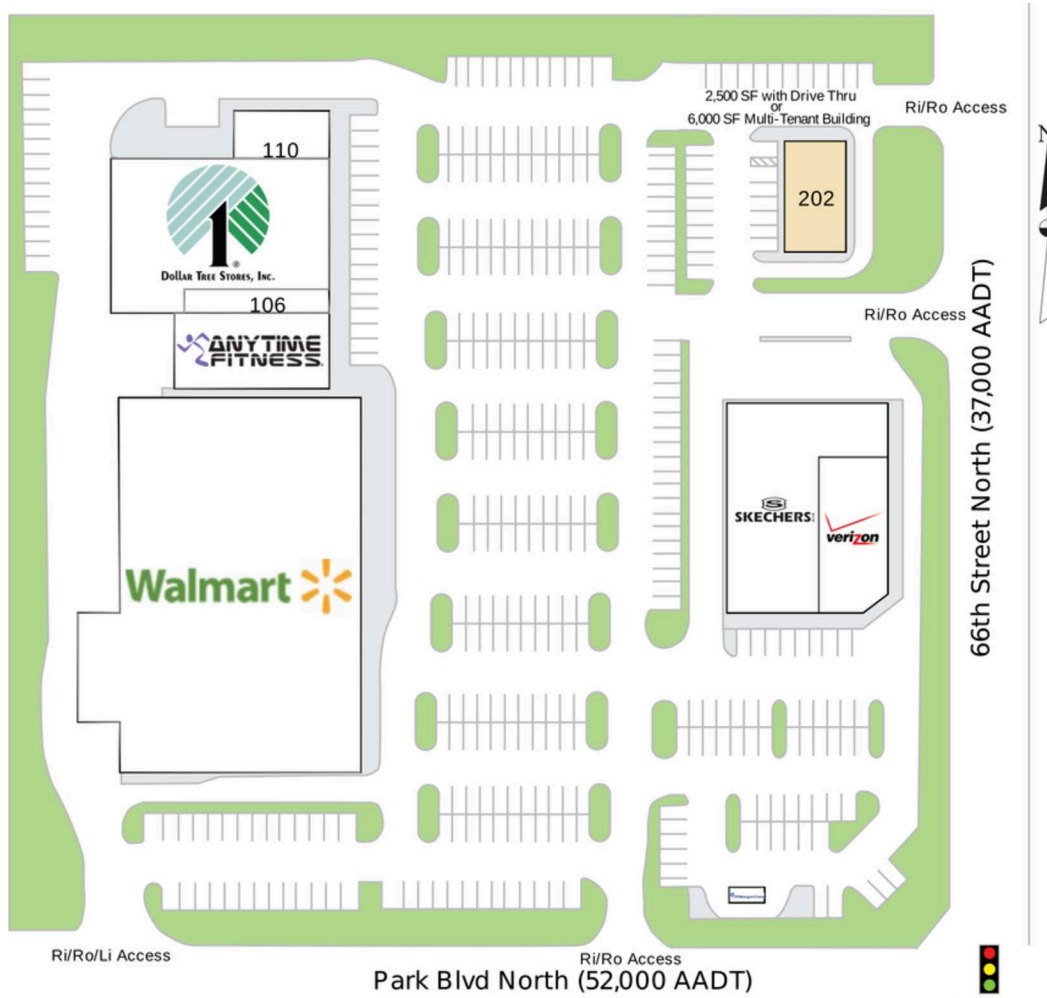 2,500 SF with Drive Thru
or
6,000 SF Multi-Tenant Building
Ri/Ro Access
110
202
1
®
DOLLAR TREE STORES, INC.
106
Ri/Ro Access
ANYTIME
FITNESS
66th Street North (37,000 AADT)
SKECHERS
verizon
Walmart
Ri/Ro/Li Access
Ri/Ro Access
Park Blvd North (52,000 AADT)